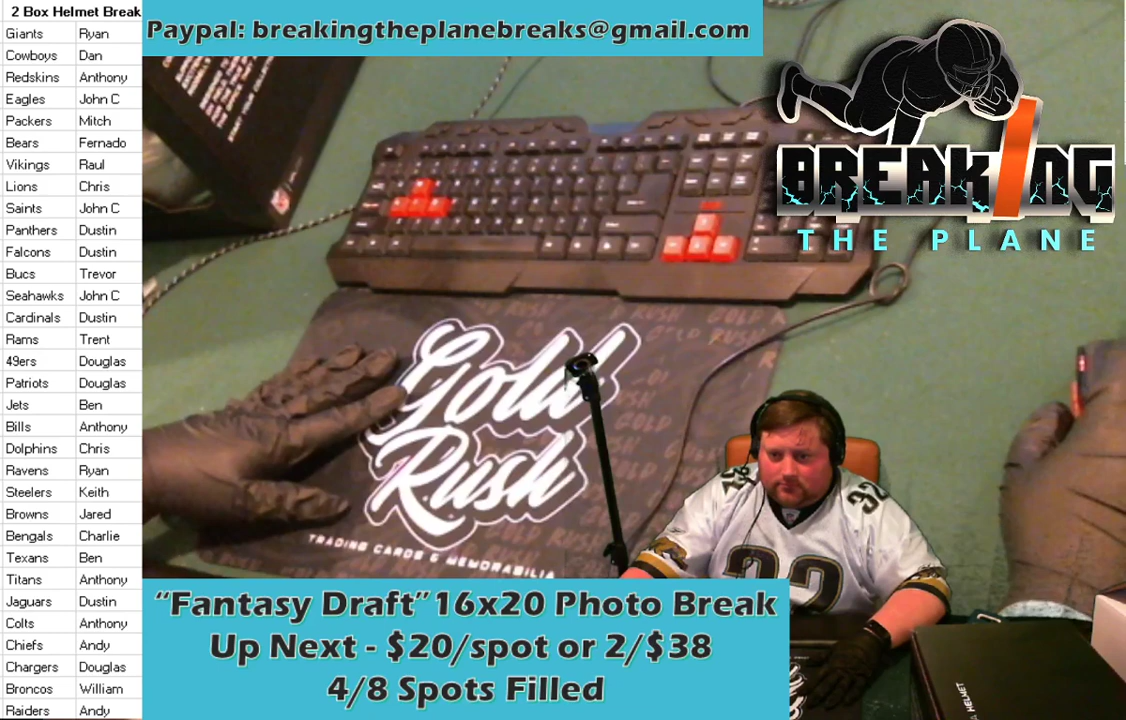 2 Box Helmet Break
Giants Ryan
Cowboys Dan
Redskins Anthony
Eagles John C
Packers Mitch
Bears Fernado
Vikings Raul
Lions Chris
Saints John C
Panthers Dustin
Falcons Dustin
Bucs Trevor
Seahawks John C
Cardinals Dustin
Rams Trent
49ers Douglas
Patriots Douglas
Jets Ben
Bills Anthony
Dolphins Chris
Ravens Ryan
Steelers Keith
Browns Jared
Bengals Charlie
Texans Ben
Titans Anthony
Jaguars Dustin
Colts Anthony
Chiefs Andy
Chargers Douglas
Broncos William
Raiders Andy
Paypal: breakingtheplanebreaks@gmail.com
BREAKING
THE PLANE
Gold
Rush
TRADING CARDS & MEMORABILIA
32
32
HELMET
“Fantasy Draft”16x20 Photo Break
Up Next - $20/spot or 2/$38
4/8 Spots Filled